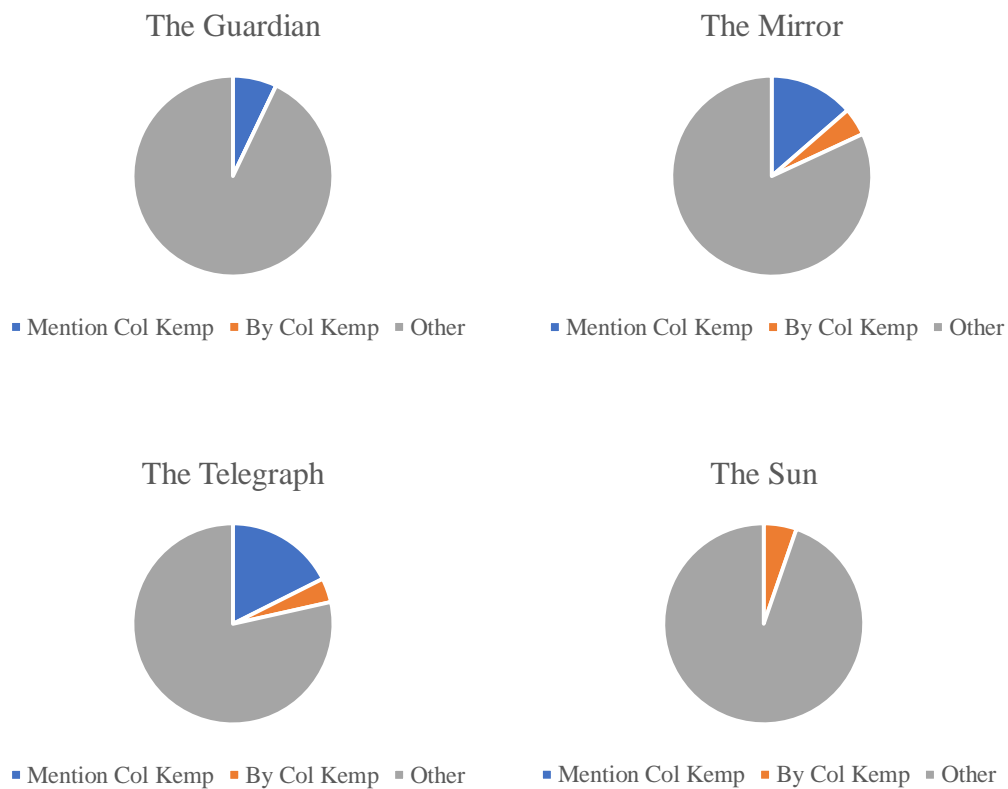 The Guardian
Mention Col Kemp By Col Kemp Other
The Mirror
Mention Col Kemp By Col Kemp Other
The Telegraph
Mention Col Kemp By Col Kemp Other
The Sun
Mention Col Kemp By Col Kemp Other